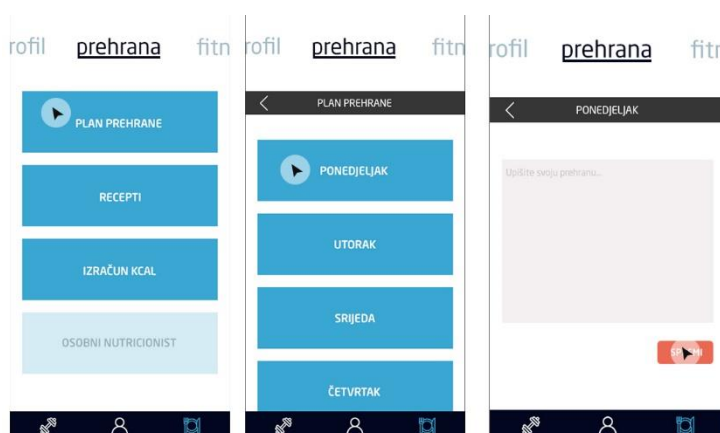 rofil prehrana fitn
PLAN PREHRANE
RECEPTI
IZRAČUN KCAL
OSOBNI NUTRICIONIST
rofil prehrana fitn
PLAN PREHRANE
PONEDJELJAK
UTORAK
SRIJEDA
ČETVRTAK
rofil prehrana fitn
PONEDJELJAK
Upišite svoju prehranu...